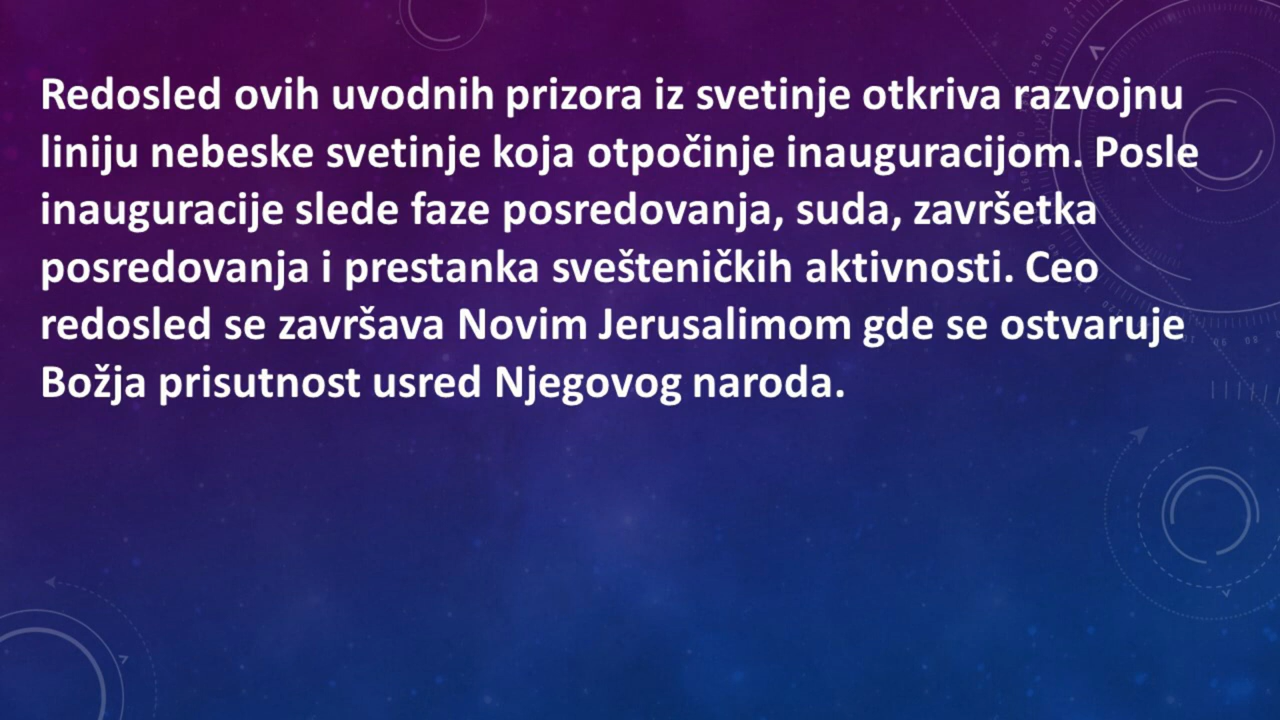 Redosled ovih uvodnih prizora iz svetinje otkriva razvojnu
liniju nebeske svetinje koja otpočinje inauguracijom. Posle
inauguracije slede faze posredovanja, suda, završetka
posredovanja i prestanka svešteničkih aktivnosti. Ceo
redosled se završava Novim Jerusalimom gde se ostvaruje
Božja prisutnost usred Njegovog naroda.